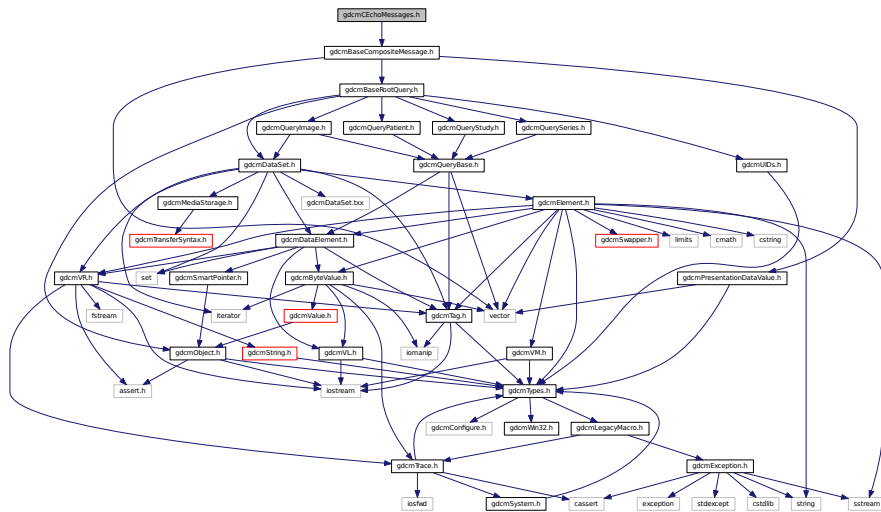 gdcmCEchoMessages.h
gdcmBaseCompositeMessage.h
gdcmBaseRootQuery.h
gdcmQueryImage.h
gdcmQueryPatient.h
gdcmQueryStudy.h
gdcmQuerySeries.h
gdcmDataSet.h
gdcmQueryBase.h
gdcmUIDs.h
gdcmMediaStorage.h
gdcmDataSet.txx
gdcmElement.h
gdcmTransferSyntax.h
gdcmDataElement.h
gdcmSwapper.h
limits
cmath
cstring
gdcmVR.h
set
gdcmSmartPointer.h
gdcmByteValue.h
gdcmPresentationDataValue.h
fstream
iterator
gdcmValue.h
gdcmTag.h
vector
gdcmObject.h
gdcmString.h
gdcmVL.h
iomanip
gdcmVM.h
assert.h
iostream
gdcmTypes.h
gdcmConfigure.h
gdcmWin32.h
gdcmLegacyMacro.h
gdcmTrace.h
gdcmException.h
iosfwd
gdcmSystem.h
cassert
exception
stdexcept
cstdlib
string
sstream